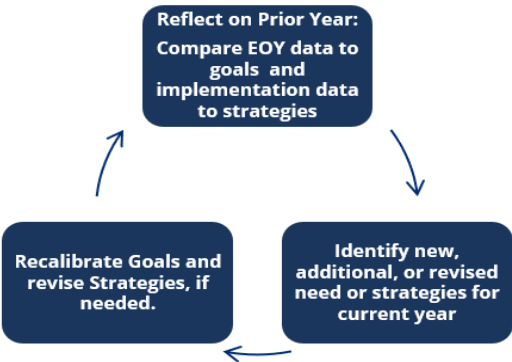 Reflect on Prior Year:
Compare EOY data to
goals and
implementation data
to strategies
Identify new,
additional, or revised
need or strategies for
current year
Recalibrate Goals and
revise Strategies, if
needed.